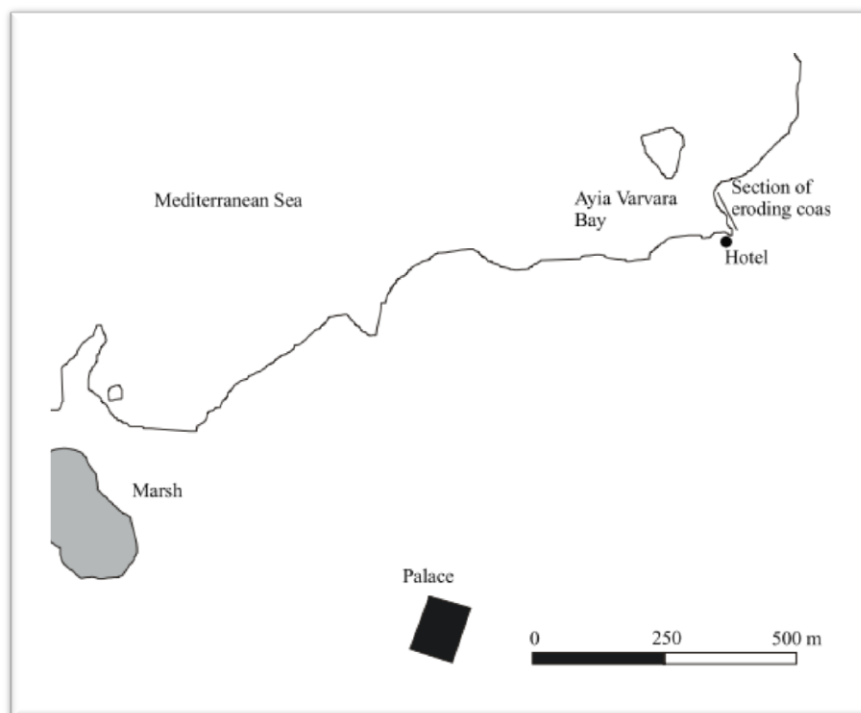 Mediterranean Sea
Ayia Varvara
Bay
Section of
eroding coas
Hotel
Marsh
Palace
0 250 500 m